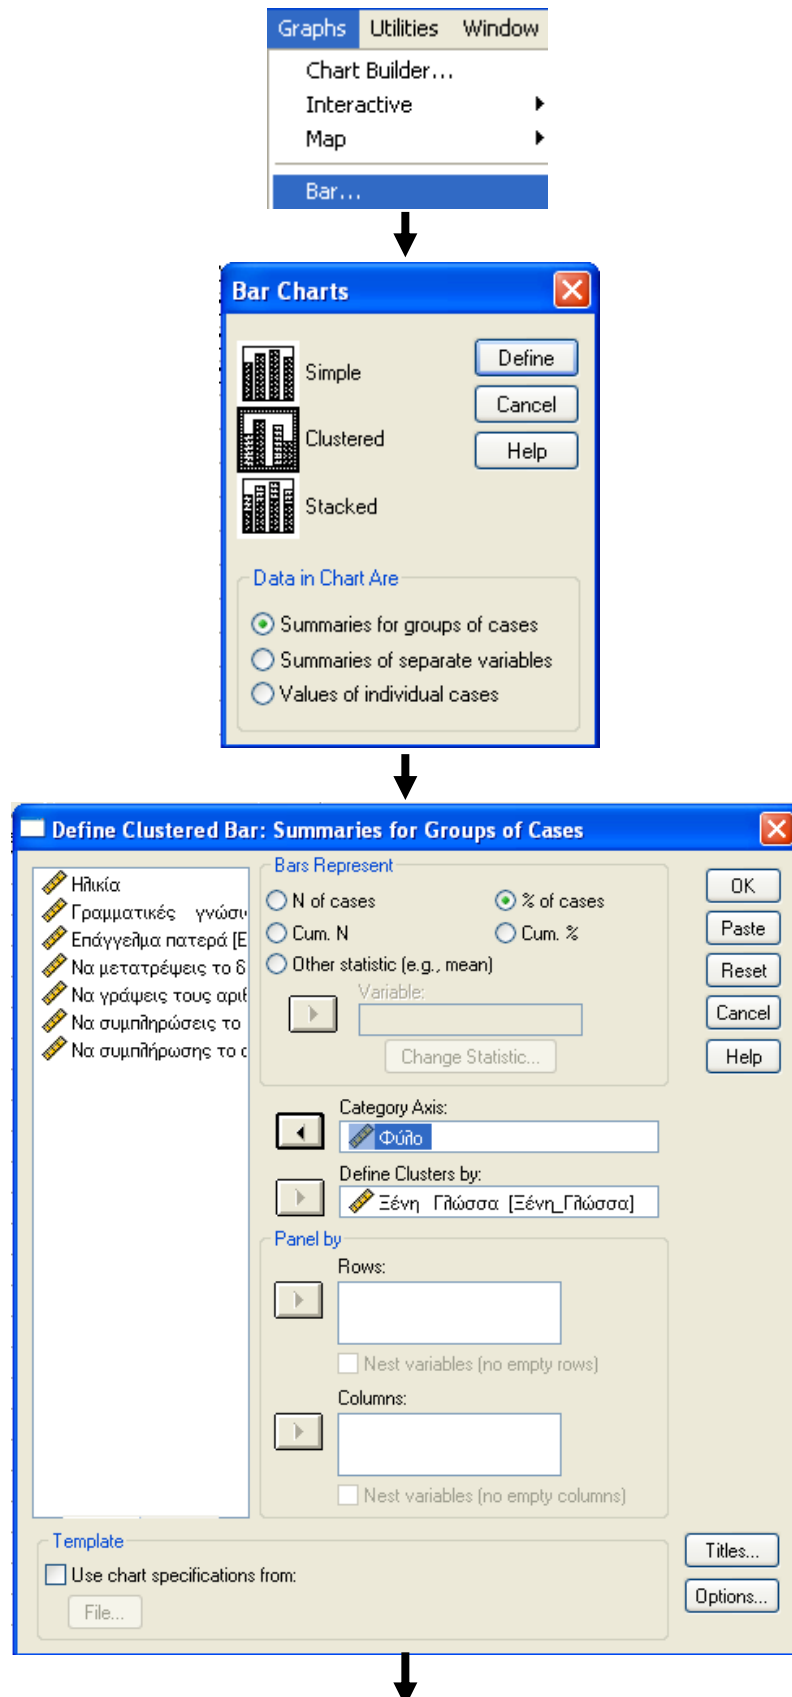 Graphs Utilities Window
Chart Builder...
Interactive
Map
Bar...
Bar Charts
Simple
Clustered
Stacked
Define
Cancel
Help
Data in Chart Are
Summaries for groups of cases
Summaries of separate variables
Values of individual cases
Define Clustered Bar: Summaries for Groups of Cases
Ηλικία
Γραμματικές γνώσι
Επάγγελμα πατερά [Ε
Να μετατρέψεις το δ
Να γράψεις τους αριθ
Να συμπληρώσεις το
Να συμπλήρωσης το σ
Bars Represent
N of cases % of cases
Cum. N Cum. %
Other statistic (e.g., mean)
Variable:
Change Statistic...
Category Axis:
Φύλο
Define Clusters by:
Ξένη Γλώσσα [Ξένη_Γλώσσα]
Panel by
Rows:
Nest variables (no empty rows)
Columns:
Nest variables (no empty columns)
OK
Paste
Reset
Cancel
Help
Template
Use chart specifications from:
File...
Titles...
Options...